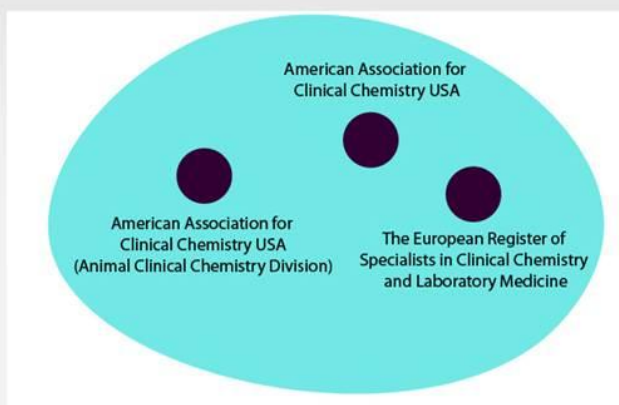 American Association for
Clinical Chemistry USA
American Association for
Clinical Chemistry USA
(Animal Clinical Chemistry Division)
The European Register of
Specialists in Clinical Chemistry
and Laboratory Medicine